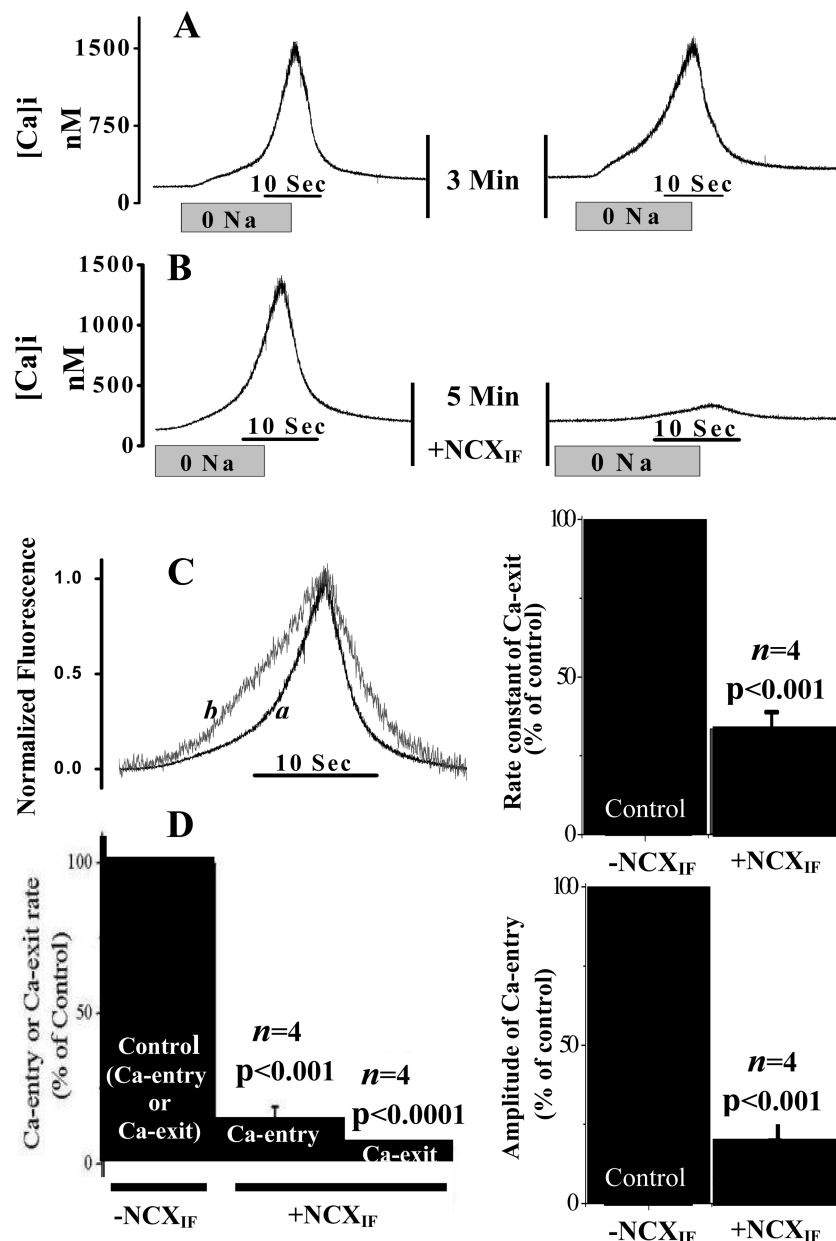 A
[Ca]i
nM
1500
750
0
10 Sec
0 Na
3 Min
10 Sec
0 Na
B
[Ca]i
nM
1500
1000
500
0
10 Sec
0 Na
5 Min
+NCXIF
10 Sec
0 Na
C
Normalized Fluorescence
1.0
0.5
0.0
b
a
10 Sec
Rate constant of Ca-exit
(% of control)
100
50
0
n=4
p<0.001
Control
-NCXIF
+NCXIF
D
Ca-entry or Ca-exit rate
(% of Control)
100
50
0
Control
(Ca-entry
or
Ca-exit)
n=4
p<0.001
Ca-entry
n=4
p<0.0001
Ca-exit
-NCXIF
+NCXIF
Amplitude of Ca-entry
(% of control)
100
50
0
n=4
p<0.001
Control
-NCXIF
+NCXIF